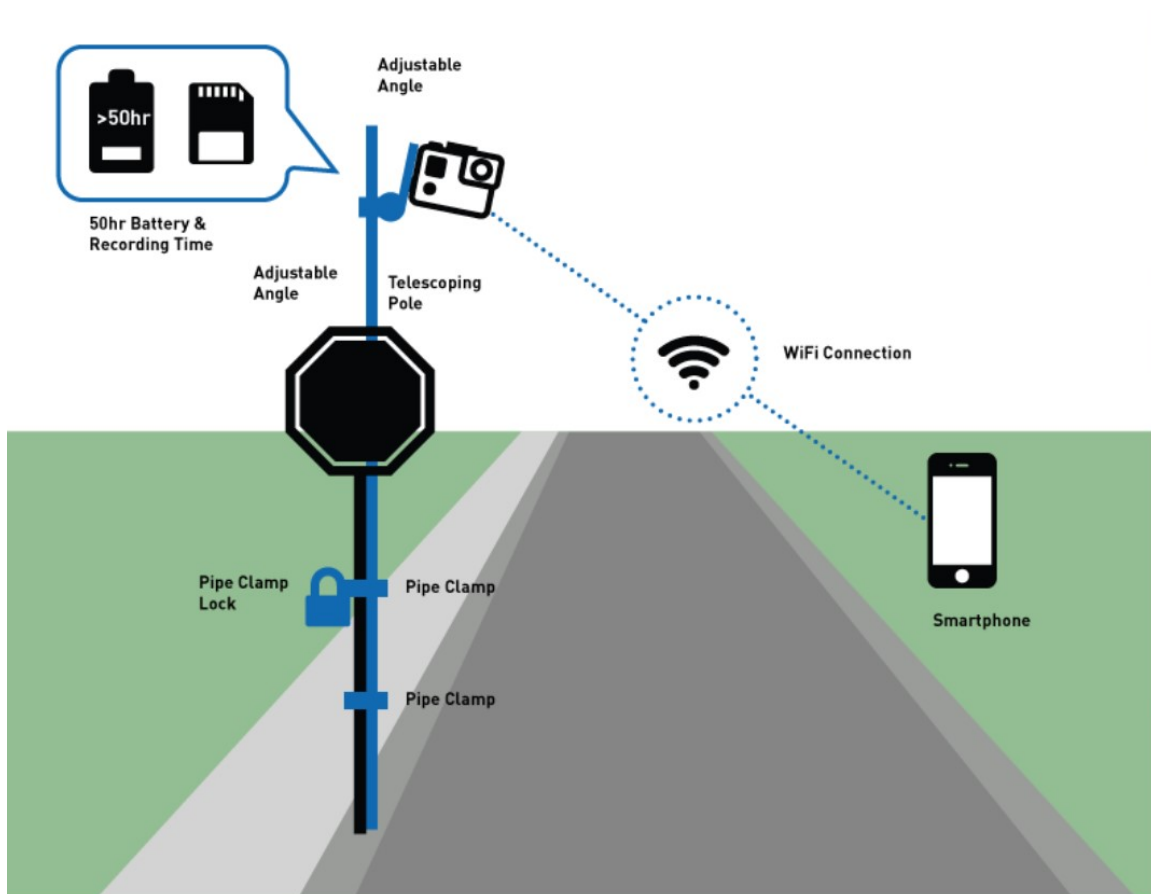 Adjustable
Angle
>50hr
50hr Battery &
Recording Time
Adjustable
Angle
Telescoping
Pole
WiFi Connection
Pipe Clamp
Lock
Pipe Clamp
Smartphone
Pipe Clamp